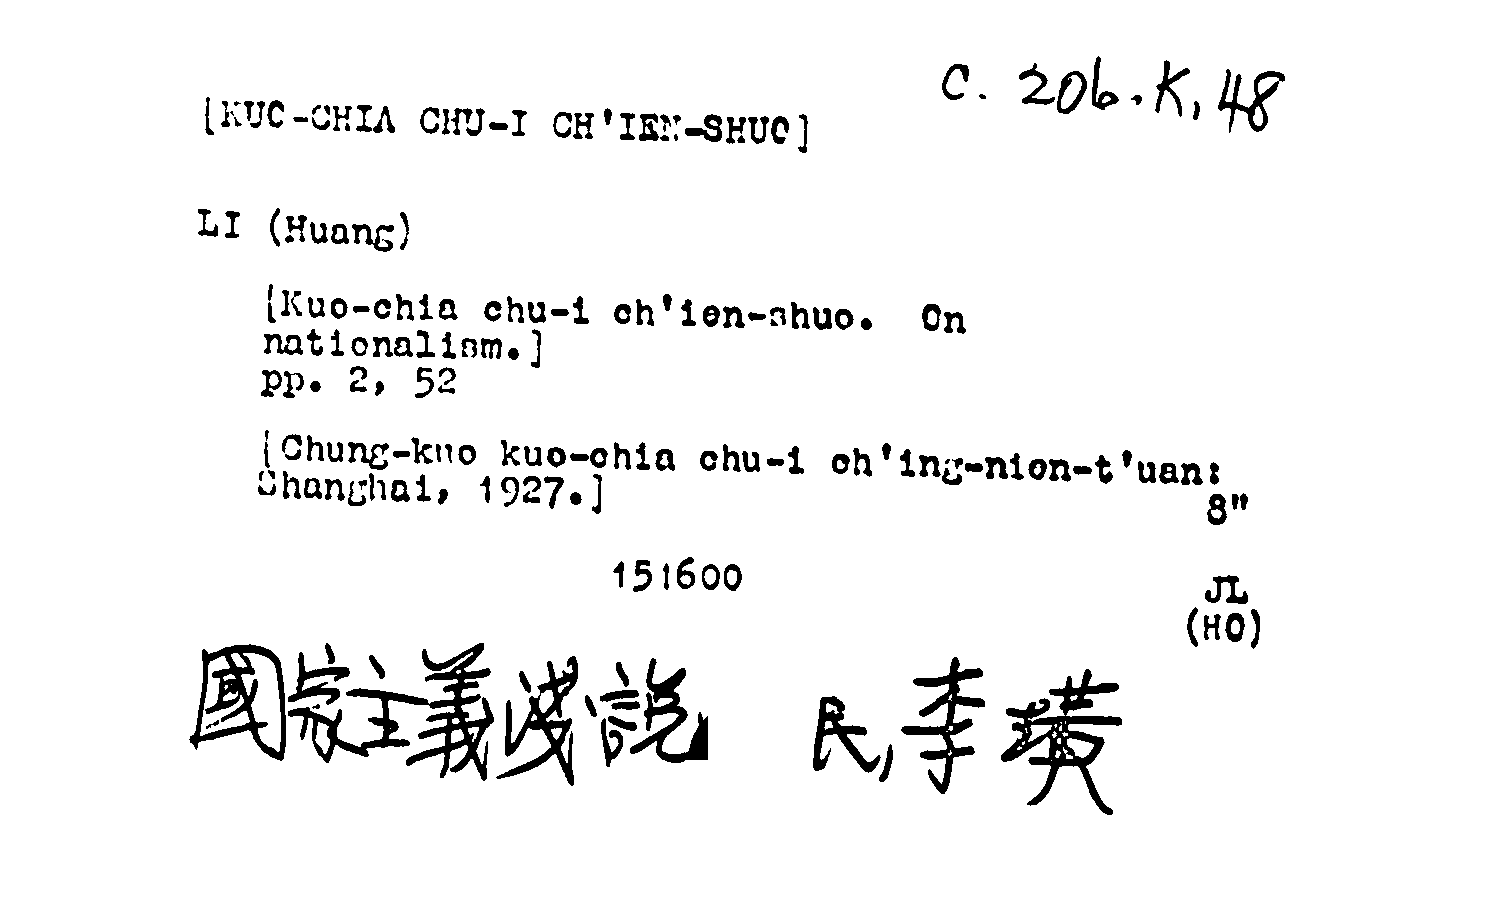 C. 206.K.48
[KUO-CHIA CHU-I CH'IEN-SHUO]
LI (Huang)
[Kuo-chia chu-i ch'ien-shuo. On
nationalism.]
pp. 2, 52
[Chung-kuo kuo-chia chu-i ch'ing-nien-t'uan:
Shanghai, 1927.]
8"
151600
JL
(HO)
國家主義淺說 民,李璜